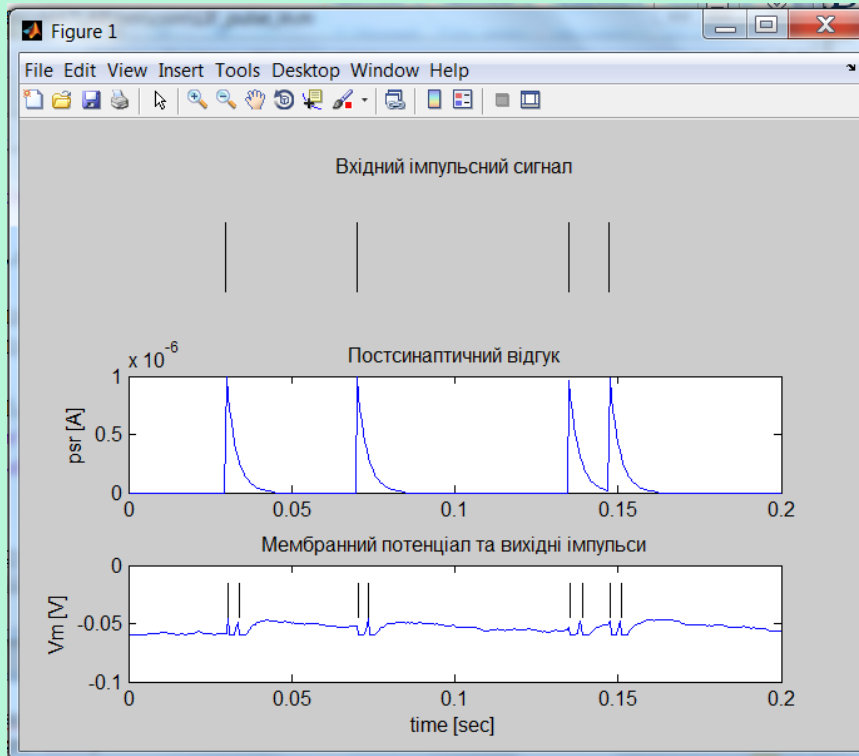 Figure 1
File Edit View Insert Tools Desktop Window Help
Вхідний імпульсний сигнал
x 10^-6
Постсинаптичний відгук
1
0.5
0
psr [A]
0 0.05 0.1 0.15 0.2
Мембранний потенціал та вихідні імпульси
0
-0.05
-0.1
Vm [V]
0 0.05 0.1 0.15 0.2
time [sec]